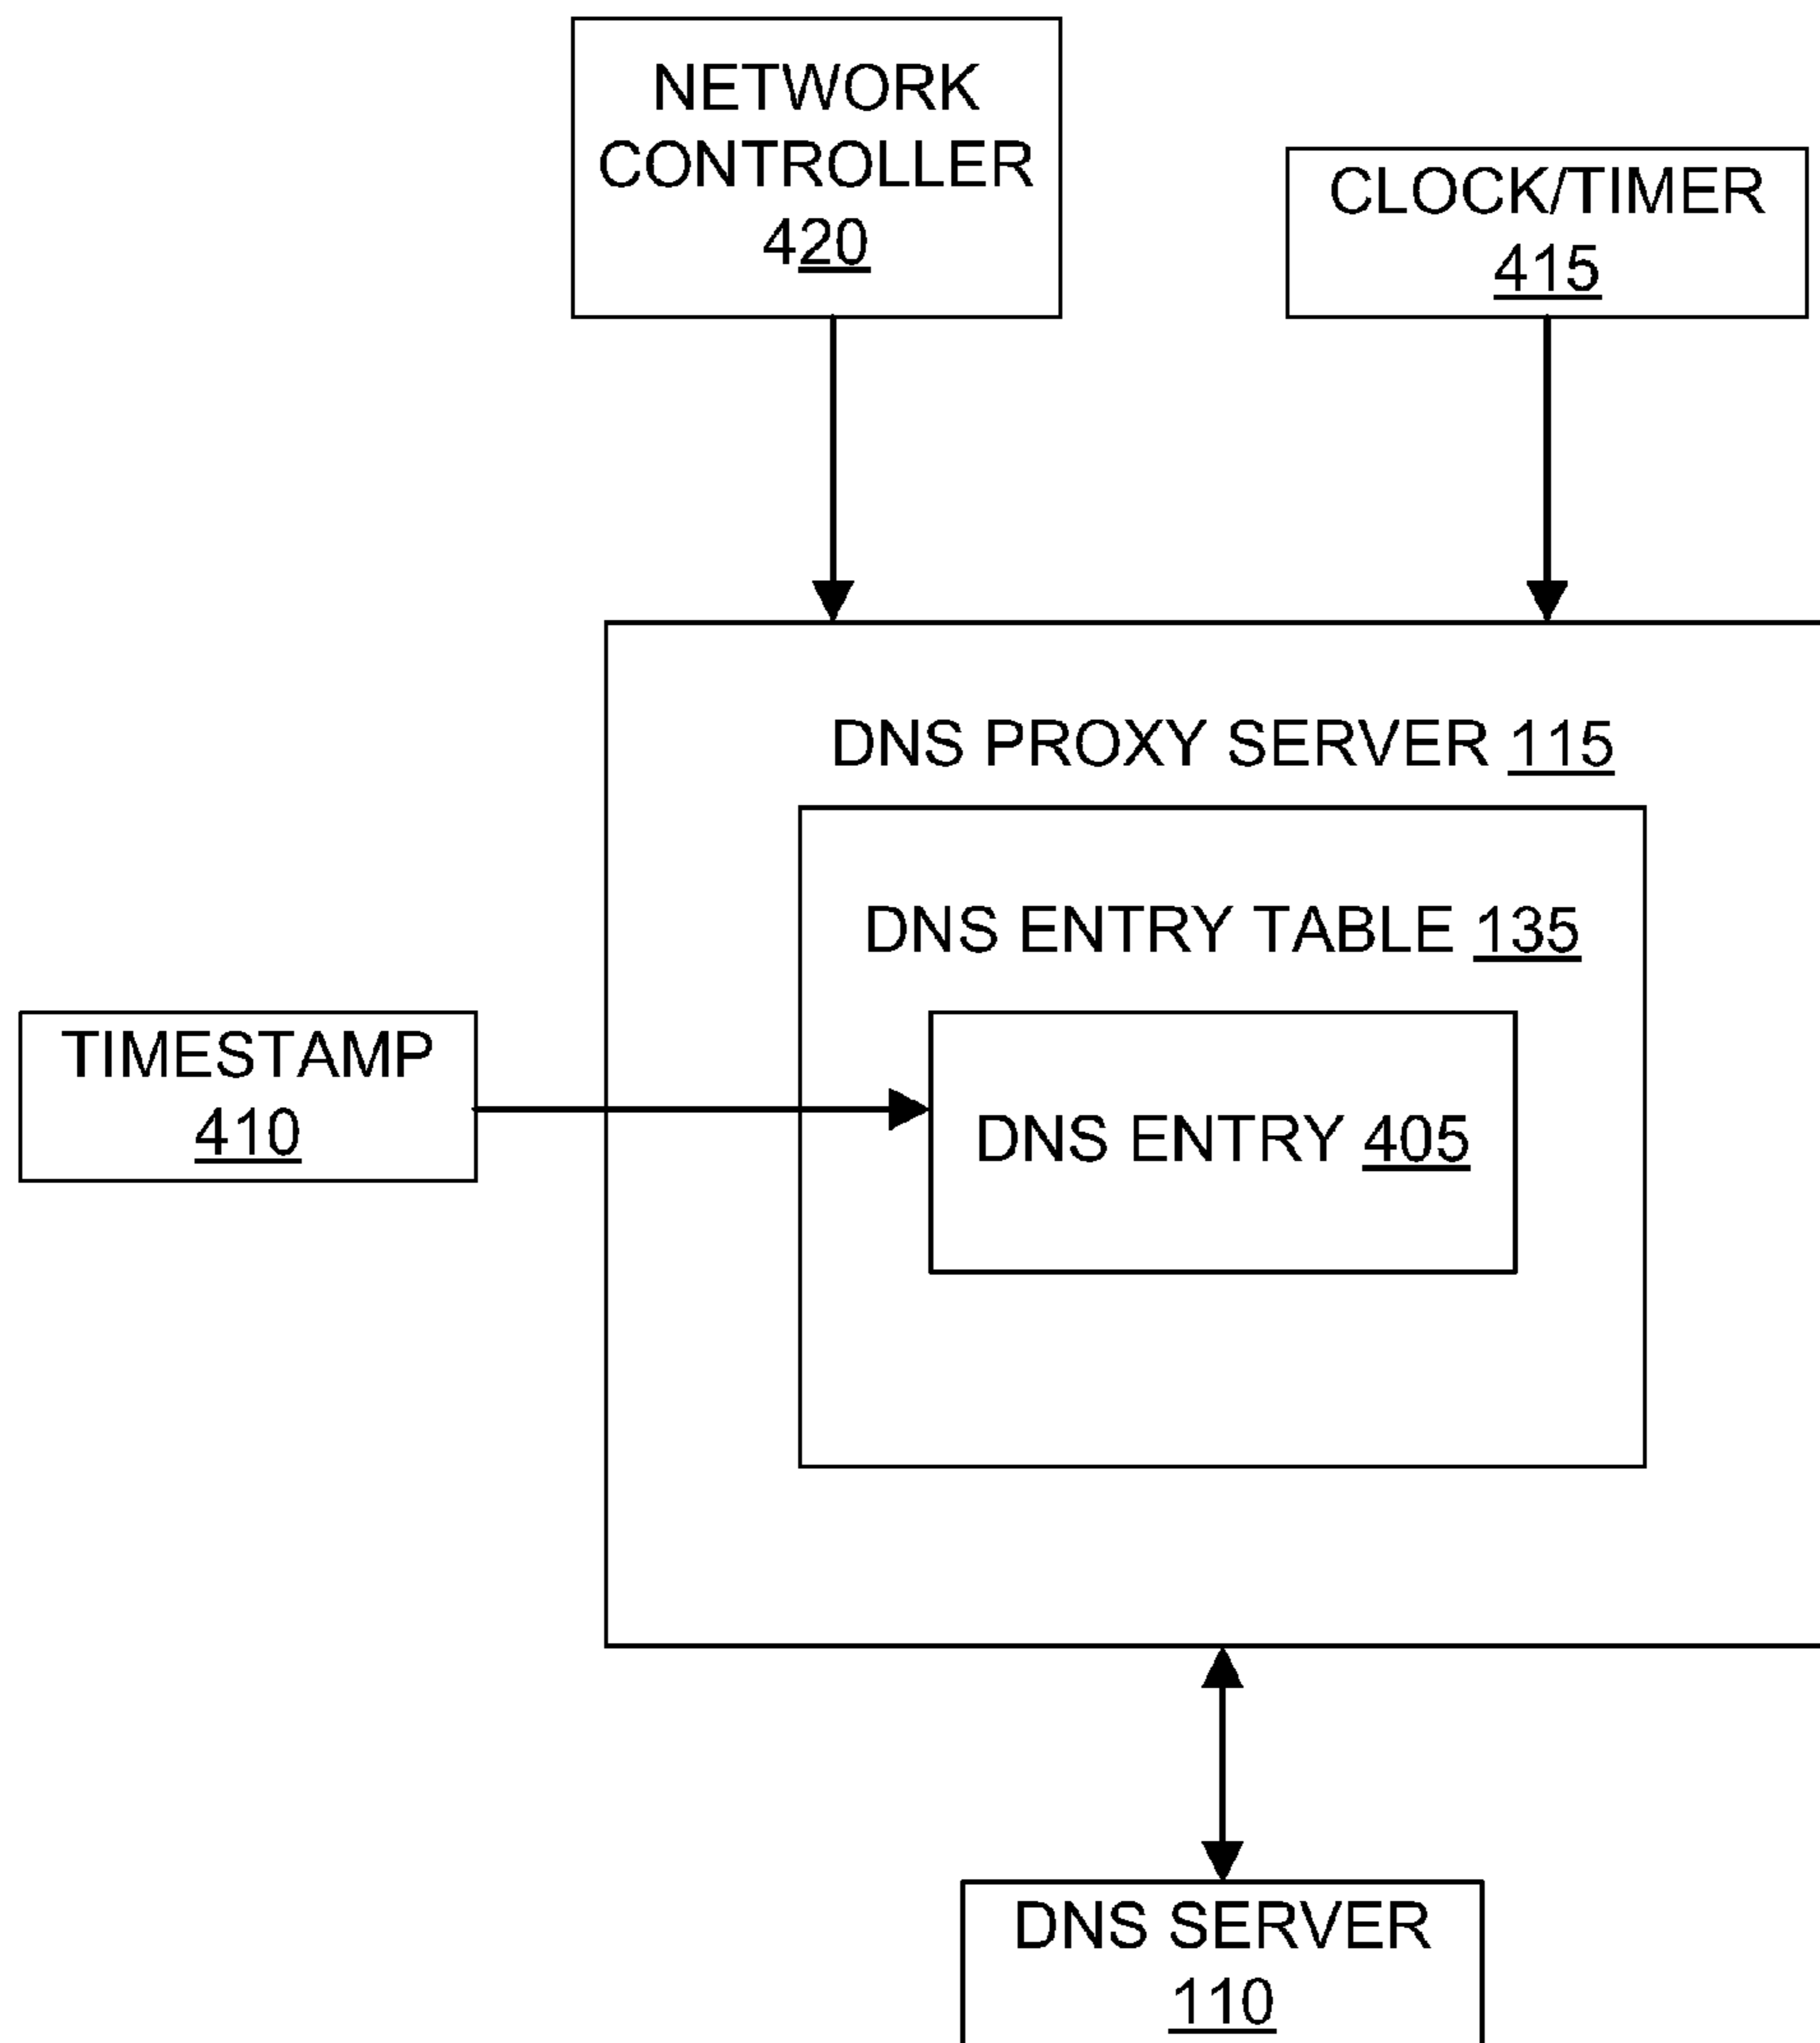 NETWORK
CONTROLLER
420
CLOCK/TIMER
415
DNS PROXY SERVER 115
DNS ENTRY TABLE 135
TIMESTAMP
410
DNS ENTRY 405
DNS SERVER
110